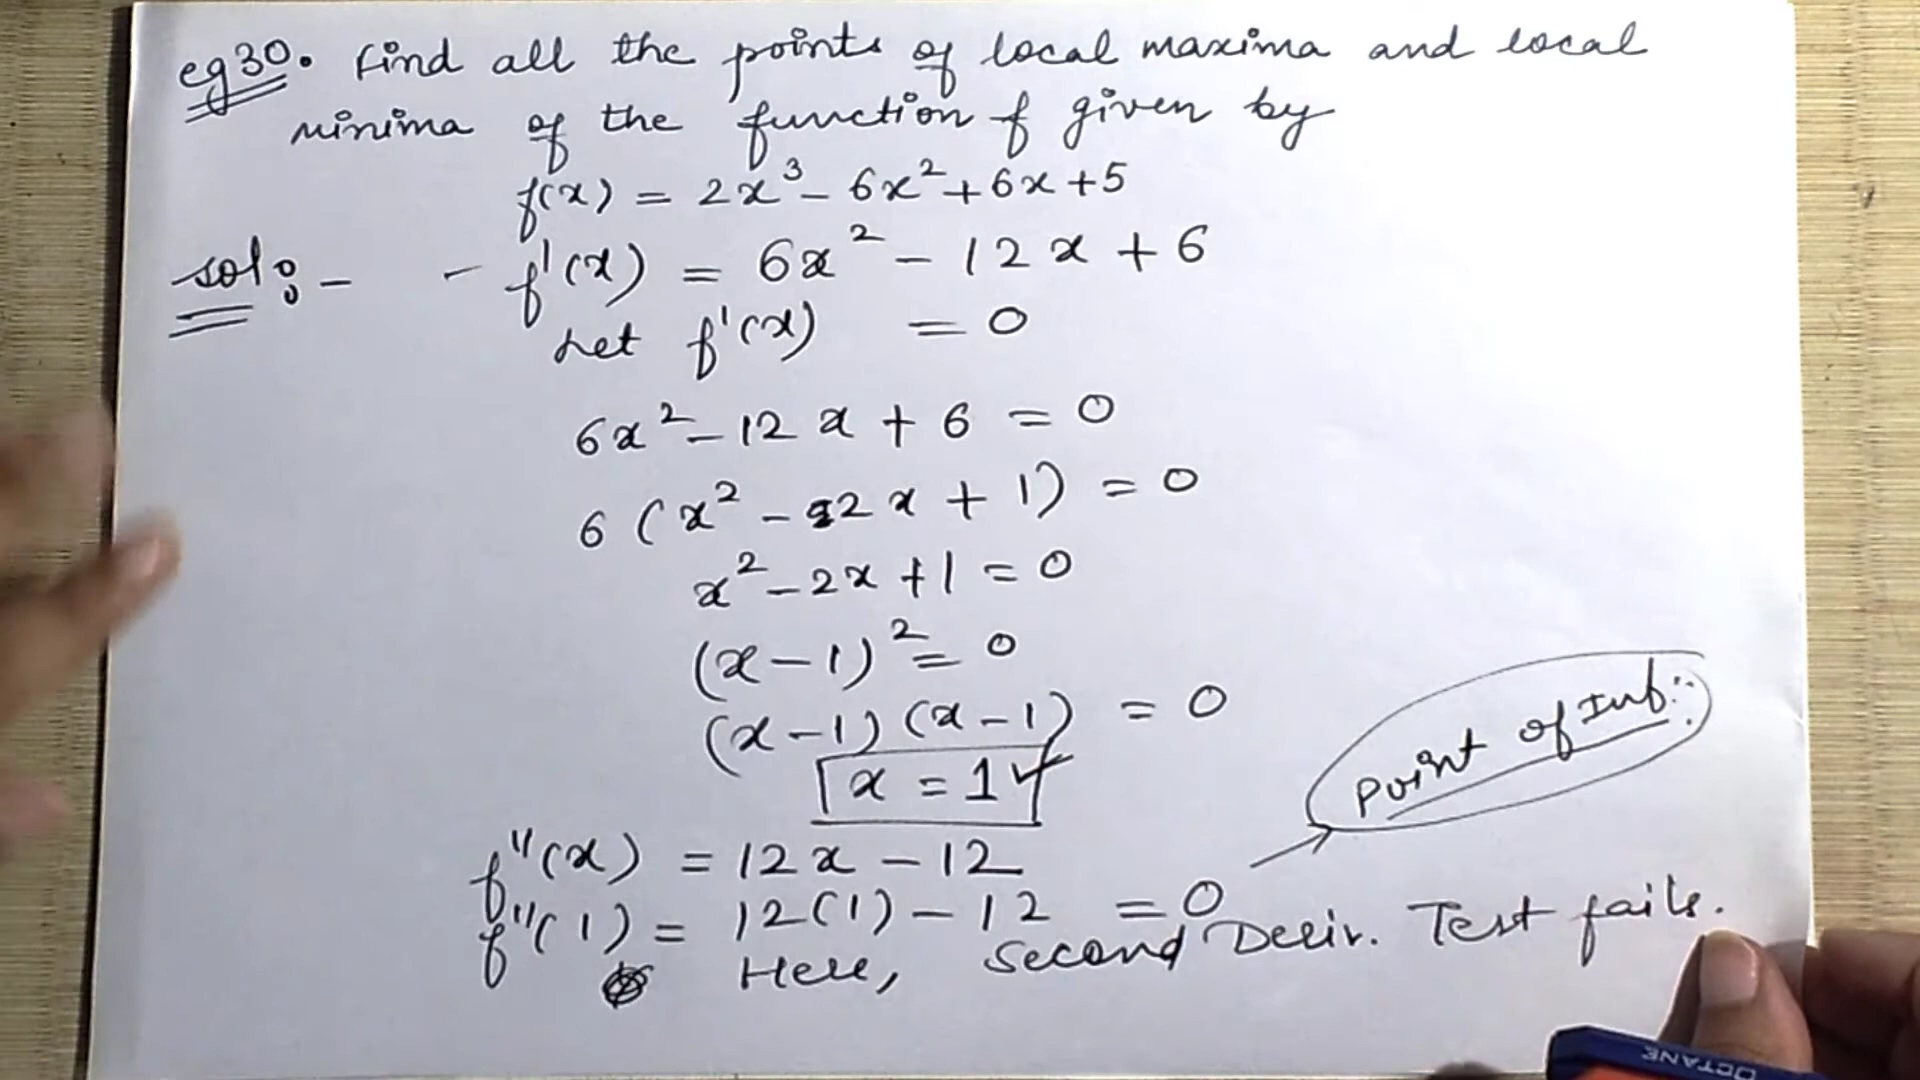 eg 30. Find all the points of local maxima and local
minima of the function f given by
f(x) = 2x³ - 6x² + 6x + 5
sol :- - f'(x) = 6x² - 12x + 6
Let f'(x) = 0
6x² - 12x + 6 = 0
6(x² - 2x + 1) = 0
x² - 2x + 1 = 0
(x - 1)² = 0
(x - 1)(x - 1) = 0
x = 1 ✓
Point of Inf:
f''(x) = 12x - 12
f''(1) = 12(1) - 12 = 0
Here, Second Deriv. Test fails.
OCTANE